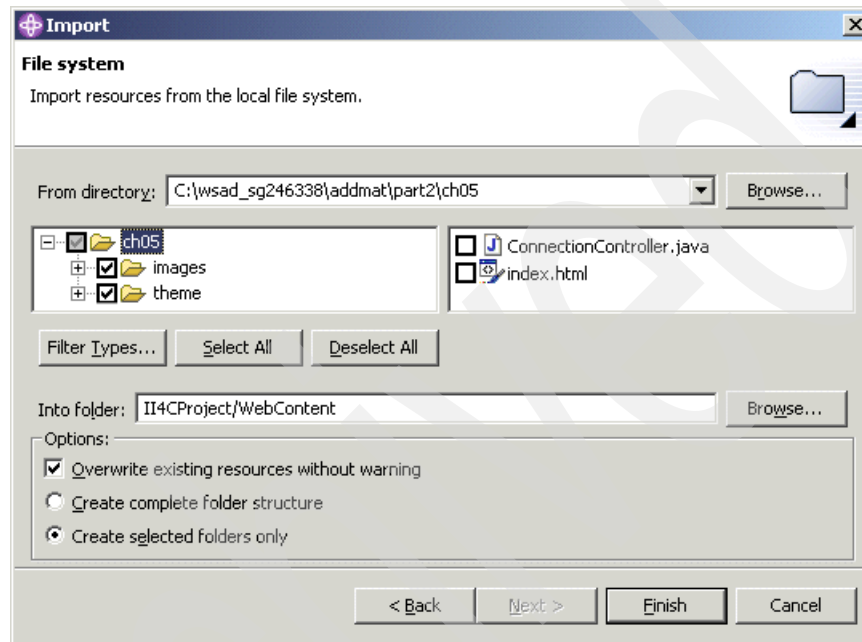 Import
File system
Import resources from the local file system.
From directory: C:\wsad_sg246338\addmat\part2\ch05 Browse...
ch05
images
theme
ConnectionController.java
index.html
Filter Types... Select All Deselect All
Into folder: II4CProject/WebContent Browse...
Options:
Overwrite existing resources without warning
Create complete folder structure
Create selected folders only
< Back Next > Finish Cancel